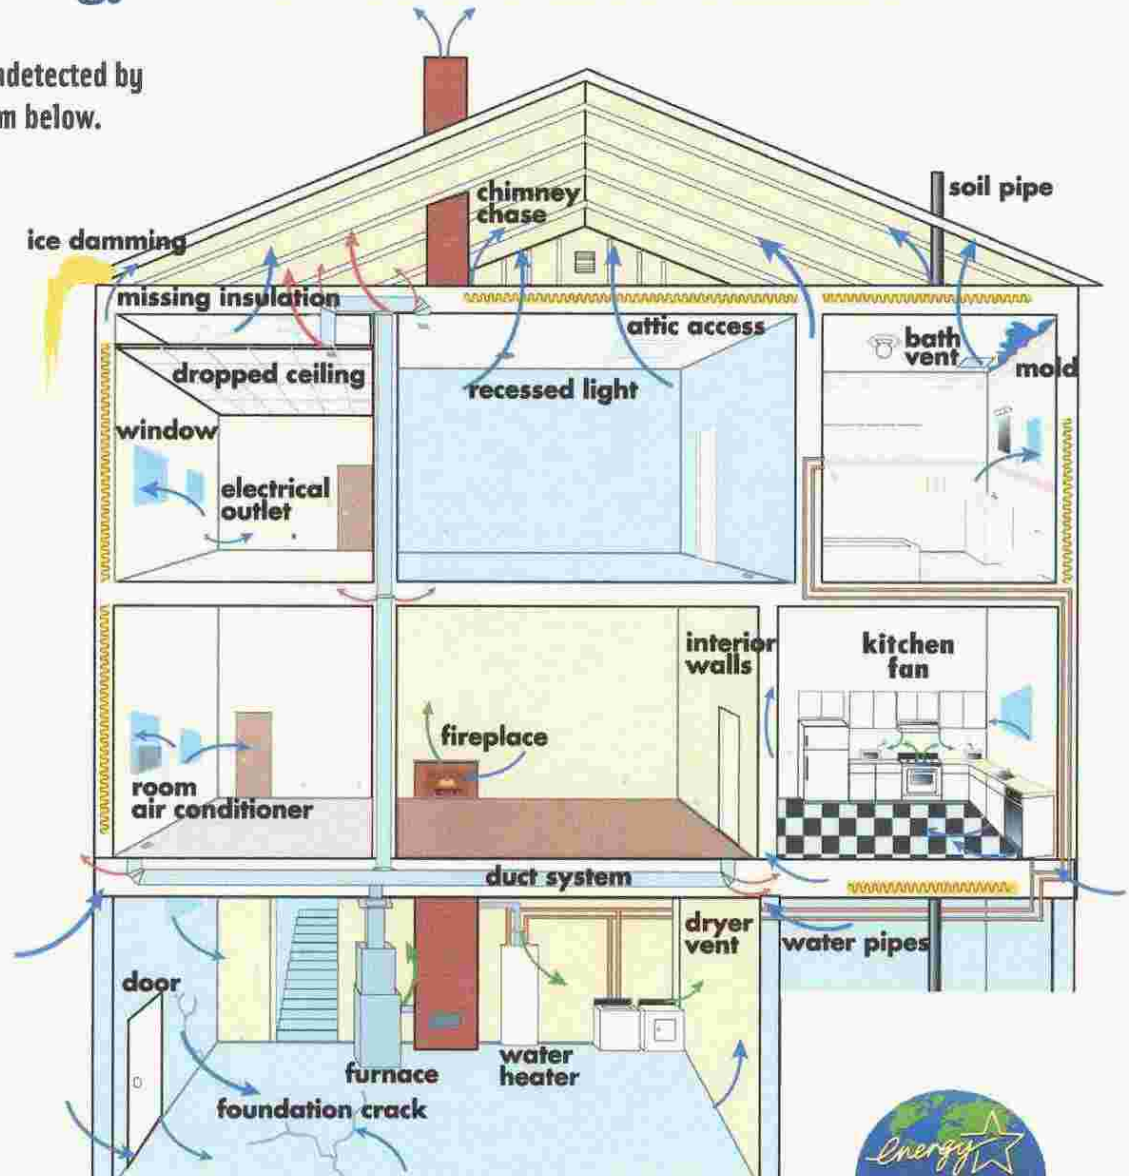 ndetected by
m below.
soil pipe
chimney
chase
ice damming
missing insulation
attic access
bath
vent
mold
dropped ceiling
recessed light
window
electrical
outlet
interior
walls
kitchen
fan
fireplace
room
air conditioner
duct system
dryer
vent
water pipes
door
furnace
water
heater
foundation crack
energy